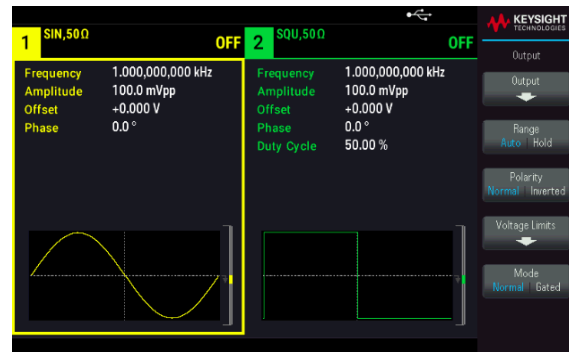 KEYSIGHT
TECHNOLOGIES
1 SIN,50Ω OFF
2 SQU,50Ω OFF
Frequency 1.000,000,000 kHz
Amplitude 100.0 mVpp
Offset +0.000 V
Phase 0.0 °
Frequency 1.000,000,000 kHz
Amplitude 100.0 mVpp
Offset +0.000 V
Phase 0.0 °
Duty Cycle 50.00 %
Output
Output
Range
Auto Hold
Polarity
Normal Inverted
Voltage Limits
Mode
Normal Gated